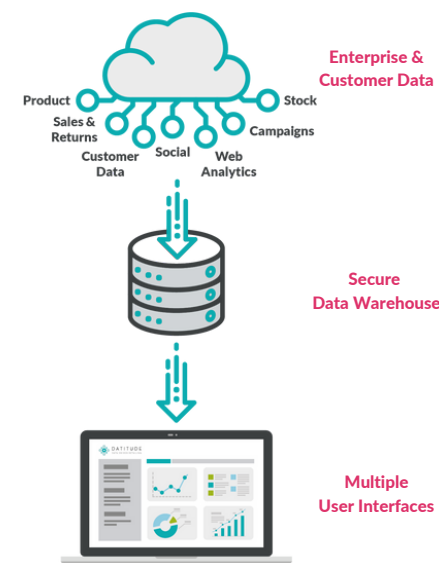 Enterprise &
Customer Data
Product
Stock
Sales &
Returns
Campaigns
Customer
Data
Social
Web
Analytics
Secure
Data Warehouse
DATITUDE
Multiple
User Interfaces